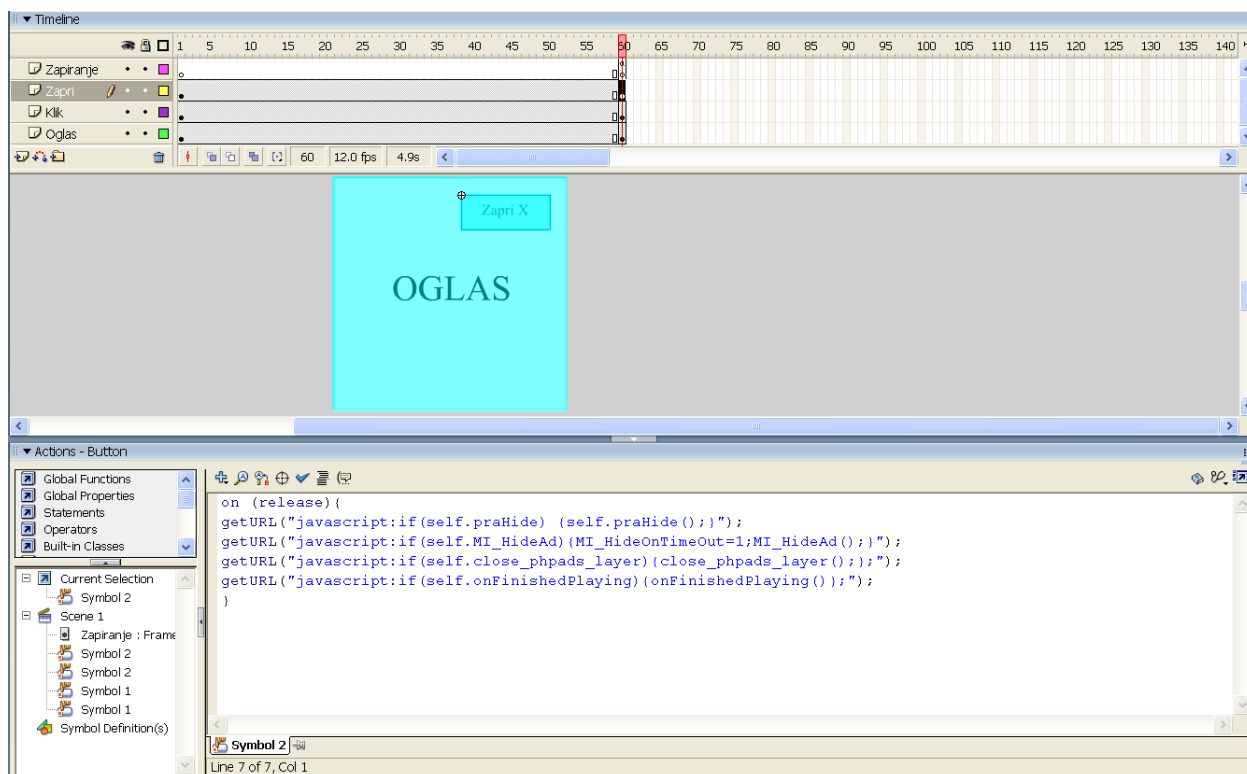 Timeline
1 5 10 15 20 25 30 35 40 45 50 55 60 65 70 75 80 85 90 95 100 105 110 115 120 125 130 135 140
Zapiranje
Zapri
Klik
Oglas
60 12.0 fps 4.9s
Zapri X
OGLAS
Actions - Button
Global Functions
Global Properties
Statements
Operators
Built-in Classes
Current Selection
Symbol 2
Scene 1
Zapiranje : Frame
Symbol 2
Symbol 2
Symbol 1
Symbol 1
Symbol Definition(s)
on (release){
getURL("javascript:if(self.praHide) {self.praHide();}");
getURL("javascript:if(self.MI_HideAd){MI_HideOnTimeOut=1;MI_HideAd();}");
getURL("javascript:if(self.close_phpads_layer){close_phpads_layer();};");
getURL("javascript:if(self.onFinishedPlaying){onFinishedPlaying()};");
}
Symbol 2
Line 7 of 7, Col 1